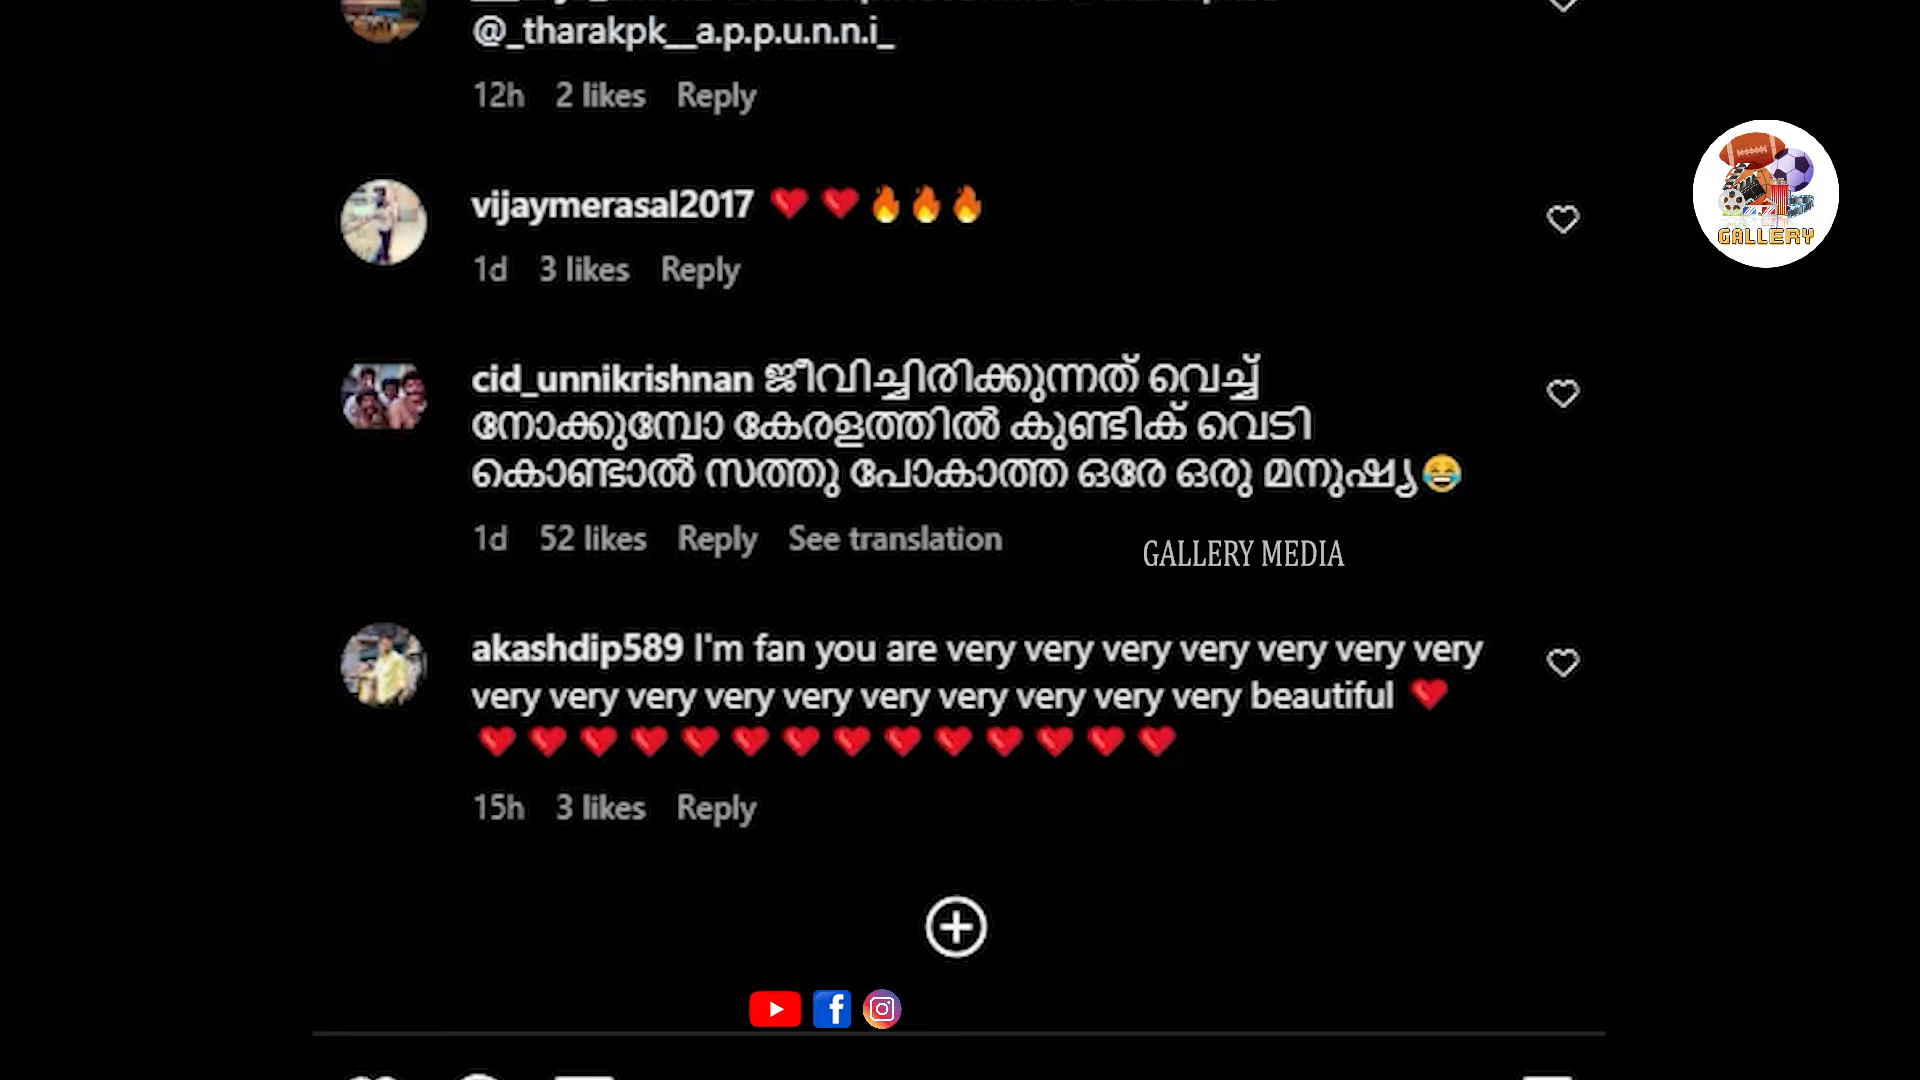 @_tharakpk__a.p.p.u.n.n.i_
12h 2 likes Reply
vijaymerasal2017 ❤️ ❤️ 🔥🔥🔥
1d 3 likes Reply
GALLERY
cid_unnikrishnan ജീവിച്ചിരിക്കുന്നത് വെച്ച്
നോക്കുമ്പോ കേരളത്തിൽ കുണ്ടിക് വെടി
കൊണ്ടാൽ സത്തു പോകാത്ത ഒരേ ഒരു മനുഷ്യ😂
1d 52 likes Reply See translation
GALLERY MEDIA
akashdip589 I'm fan you are very very very very very very very
very very very very very very very very very very beautiful ❤️
❤️ ❤️ ❤️ ❤️ ❤️ ❤️ ❤️ ❤️ ❤️ ❤️ ❤️ ❤️ ❤️ ❤️
15h 3 likes Reply